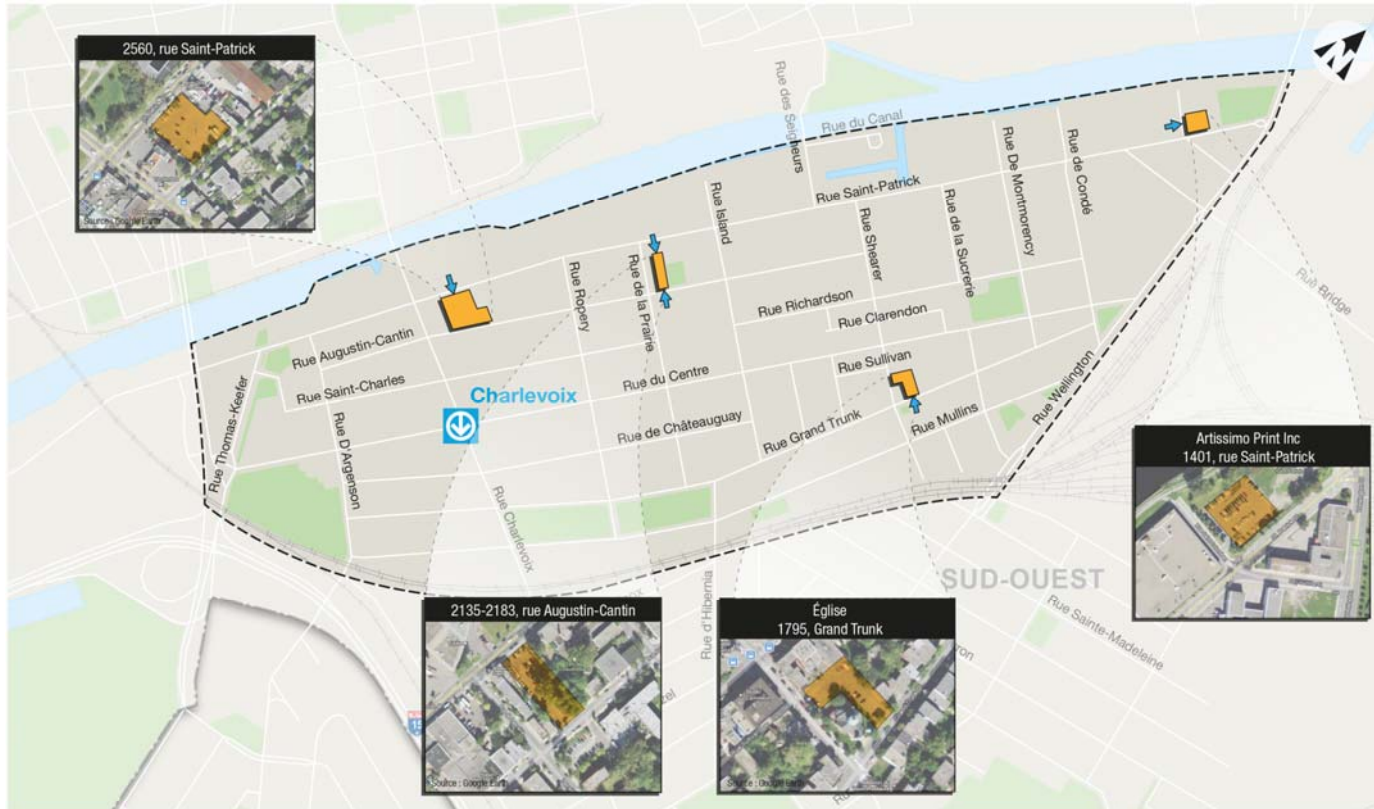 2560, rue Saint-Patrick
Source : Google Earth
Rue des Seigneurs
Rue du Canal
Rue Saint-Patrick
Rue De Montmorency
Rue de Condé
Rue Island
Rue Shearer
Rue de la Sucrerie
Rue Bridge
Rue Ropery
Rue de la Prairie
Rue Richardson
Rue Clarendon
Rue Augustin-Cantin
Rue Saint-Charles
Rue du Centre
Rue Sullivan
Rue Thomas-Keefer
Charlevoix
Rue D'Argenson
Rue de Châteauguay
Rue Grand Trunk
Rue Mullins
Rue Wellington
Artissimo Print Inc
1401, rue Saint-Patrick
Rue Charlevoix
Rue d'Hibernia
SUD-OUEST
Rue Sainte-Madeleine
2135-2183, rue Augustin-Cantin
Source : Google Earth
Église
1795, Grand Trunk
Source : Google Earth